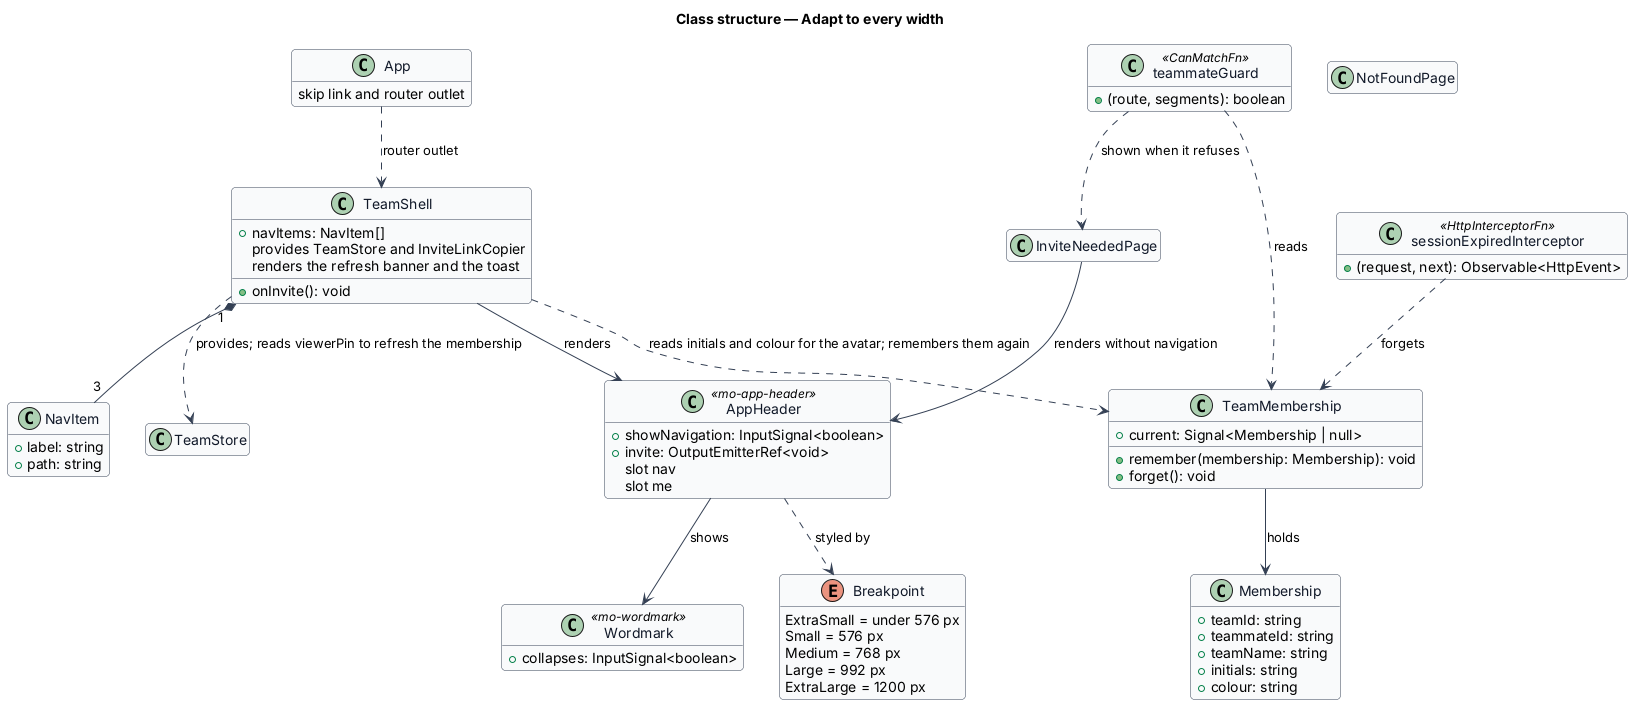 Class structure — Adapt to every width
C App
skip link and router outlet
router outlet
C «CanMatchFn»
teammateGuard
(route, segments): boolean
C NotFoundPage
shown when it refuses
reads
C TeamShell
navItems: NavItem[]
provides TeamStore and InviteLinkCopier
renders the refresh banner and the toast
onInvite(): void
C InviteNeededPage
C «HttpInterceptorFn»
sessionExpiredInterceptor
(request, next): Observable<HttpEvent>
1
3
provides; reads viewerPin to refresh the membership
renders
reads initials and colour for the avatar; remembers them again
renders without navigation
forgets
C NavItem
label: string
path: string
C TeamStore
C «mo-app-header»
AppHeader
showNavigation: InputSignal<boolean>
invite: OutputEmitterRef<void>
slot nav
slot me
C TeamMembership
current: Signal<Membership | null>
remember(membership: Membership): void
forget(): void
shows
styled by
holds
C «mo-wordmark»
Wordmark
collapses: InputSignal<boolean>
E Breakpoint
ExtraSmall = under 576 px
Small = 576 px
Medium = 768 px
Large = 992 px
ExtraLarge = 1200 px
C Membership
teamId: string
teammateId: string
teamName: string
initials: string
colour: string